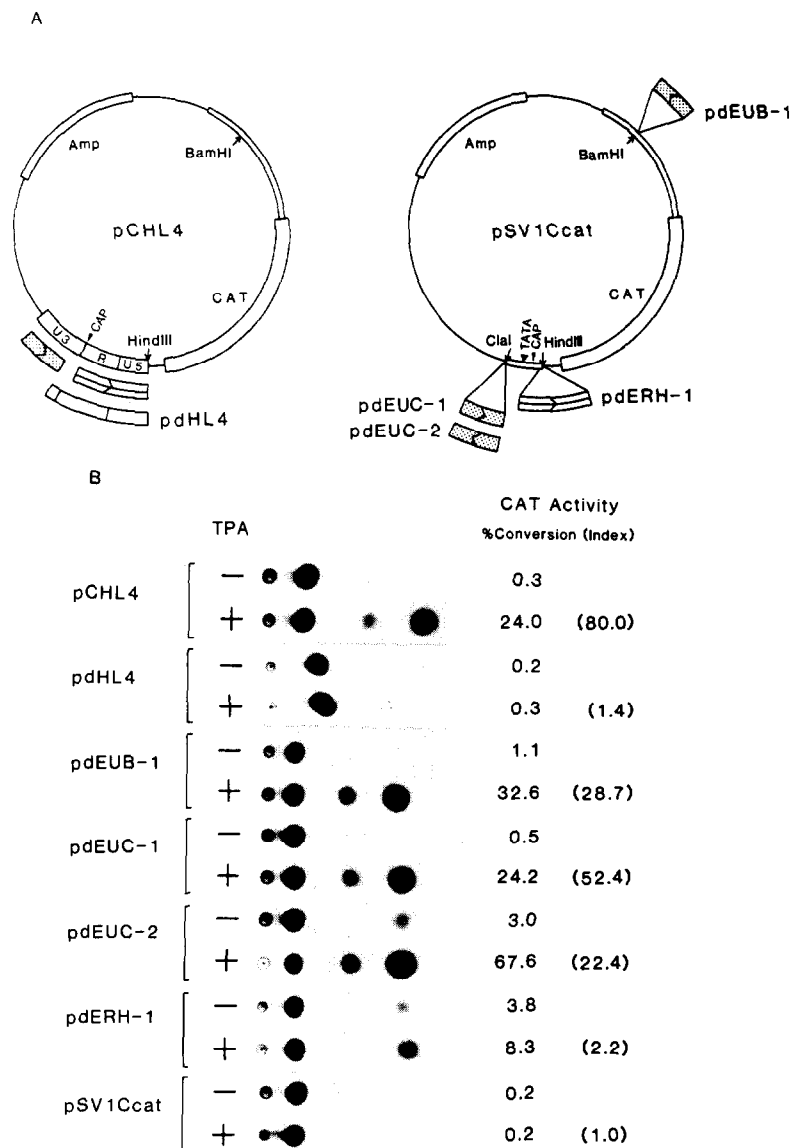 A
Amp
BamHI
pCHL4
CAT
HindIII
CAP
U3
R
U5
pdHL4
pdEUB-1
Amp
BamHI
pSV1Ccat
CAT
ClaI
TATA
CAP
HindIII
pdEUC-1
pdEUC-2
pdERH-1
B
TPA
CAT Activity
%Conversion (Index)
pCHL4
− 0.3
+ 24.0 (80.0)
pdHL4
− 0.2
+ 0.3 (1.4)
pdEUB-1
− 1.1
+ 32.6 (28.7)
pdEUC-1
− 0.5
+ 24.2 (52.4)
pdEUC-2
− 3.0
+ 67.6 (22.4)
pdERH-1
− 3.8
+ 8.3 (2.2)
pSV1Ccat
− 0.2
+ 0.2 (1.0)